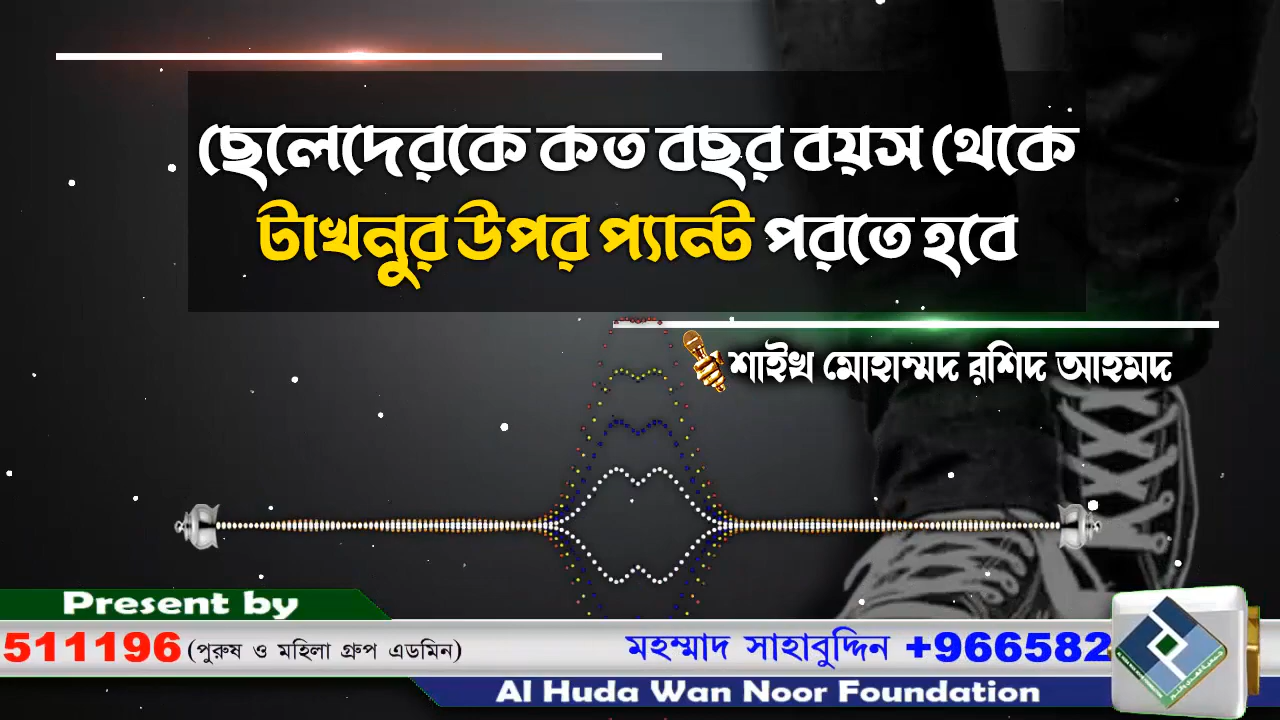 ছেলেদেরকে কত বছর বয়স থেকে
টাখনুর উপর প্যান্ট পরতে হবে
শাইখ মোহাম্মদ রশিদ আহমদ
Present by
511196 (পুরুষ ও মহিলা গ্রুপ এডমিন) মহম্মাদ সাহাবুদ্দিন +966582
Al Huda Wan Noor Foundation